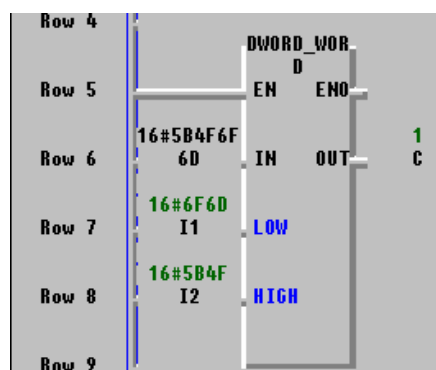 Row 4
DWORD_WOR
D
Row 5
EN ENO
16#5B4F6F
6D
1
Row 6
IN OUT
C
16#6F6D
Row 7
I1
LOW
16#5B4F
Row 8
I2
HIGH
Row 9